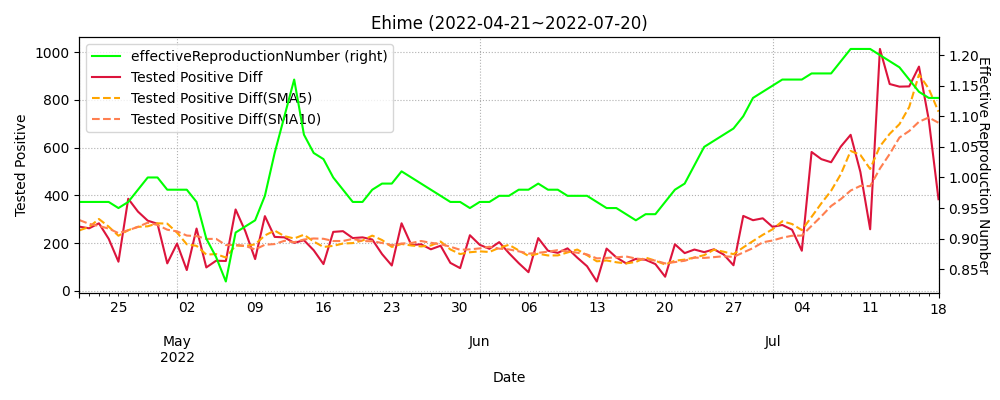 Ehime (2022-04-21~2022-07-20)
effectiveReproductionNumber (right)
Tested Positive Diff
Tested Positive Diff(SMA5)
Tested Positive Diff(SMA10)
Tested Positive
1000
800
600
400
200
0
1.20
1.15
1.10
1.05
1.00
0.95
0.90
0.85
Effective Reproduction Number
25 02 09 16 23 30 06 13 20 27 04 11 18
May Jun Jul
2022
Date